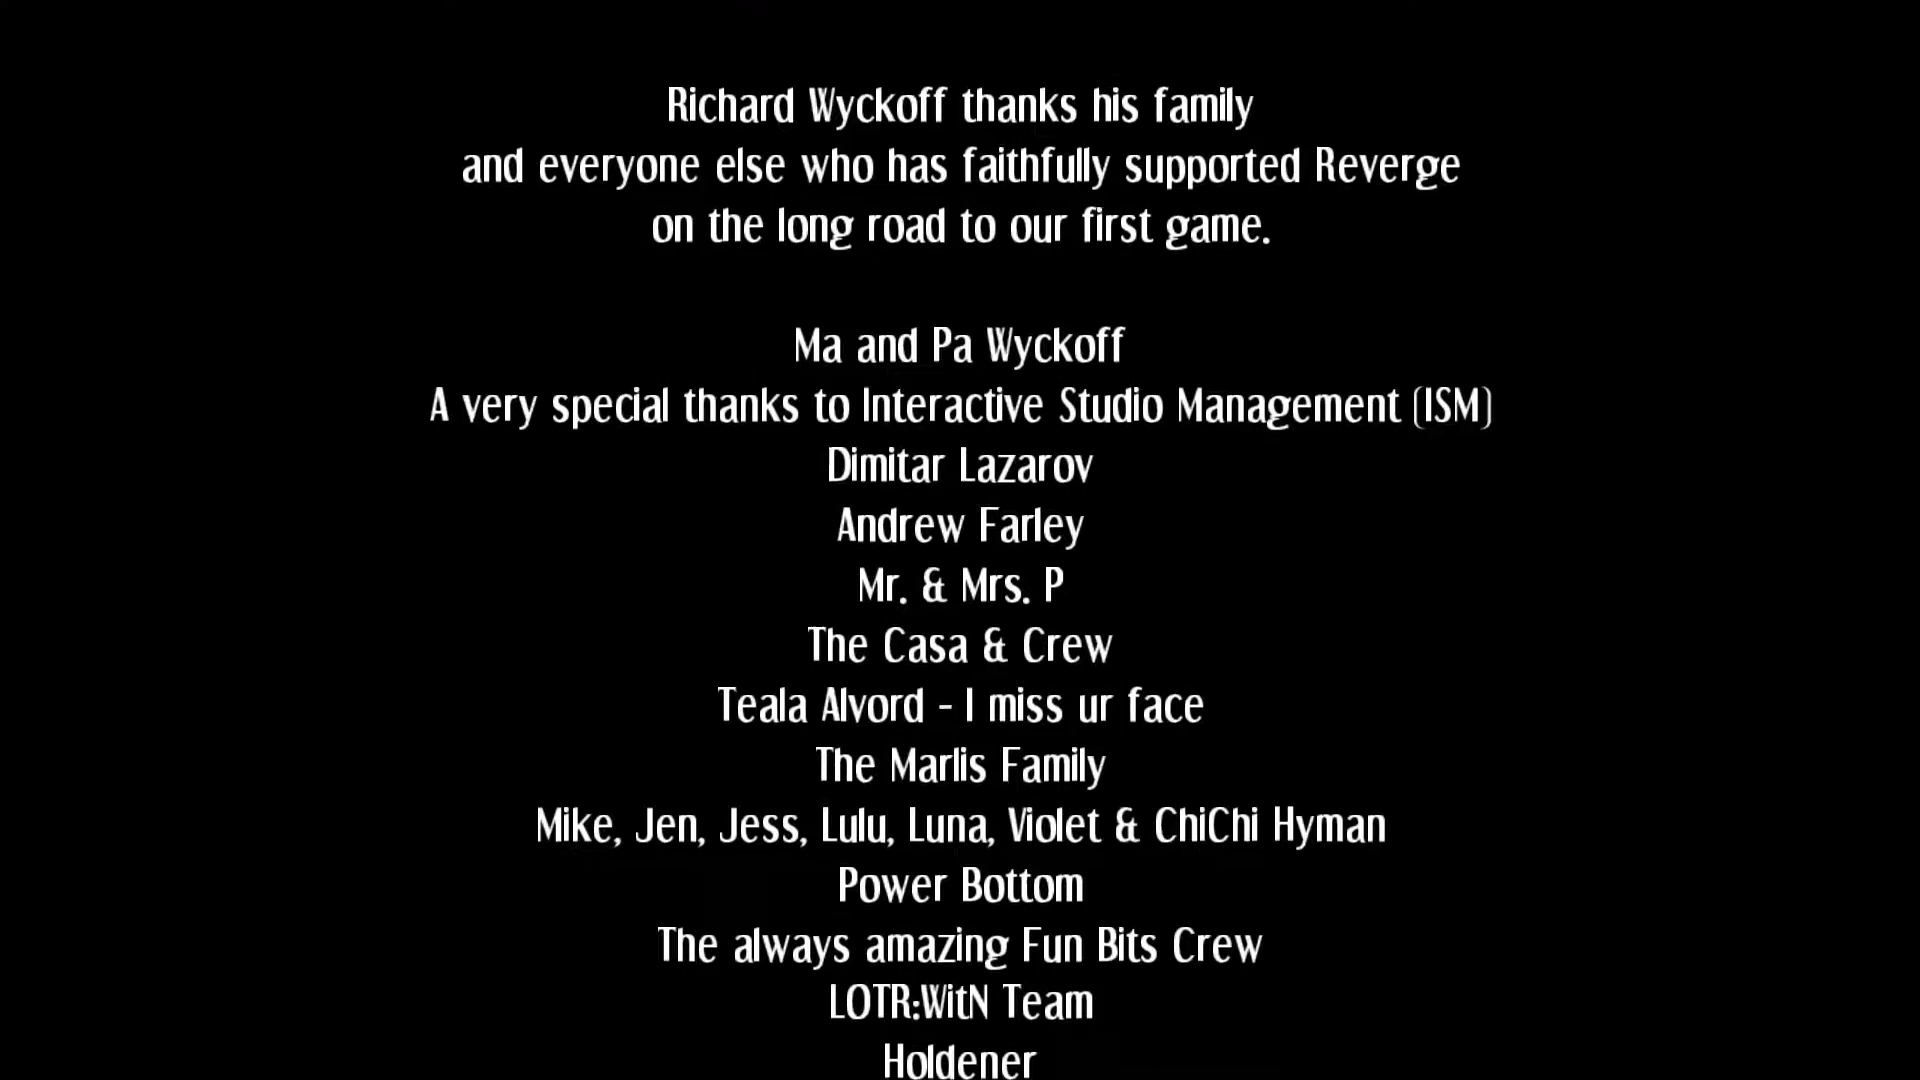 Richard Wyckoff thanks his family
and everyone else who has faithfully supported Reverge
on the long road to our first game.
Ma and Pa Wyckoff
A very special thanks to Interactive Studio Management (ISM)
Dimitar Lazarov
Andrew Farley
Mr. & Mrs. P
The Casa & Crew
Teala Alvord - I miss ur face
The Marlis Family
Mike, Jen, Jess, Lulu, Luna, Violet & ChiChi Hyman
Power Bottom
The always amazing Fun Bits Crew
LOTR:WitN Team
Holdener